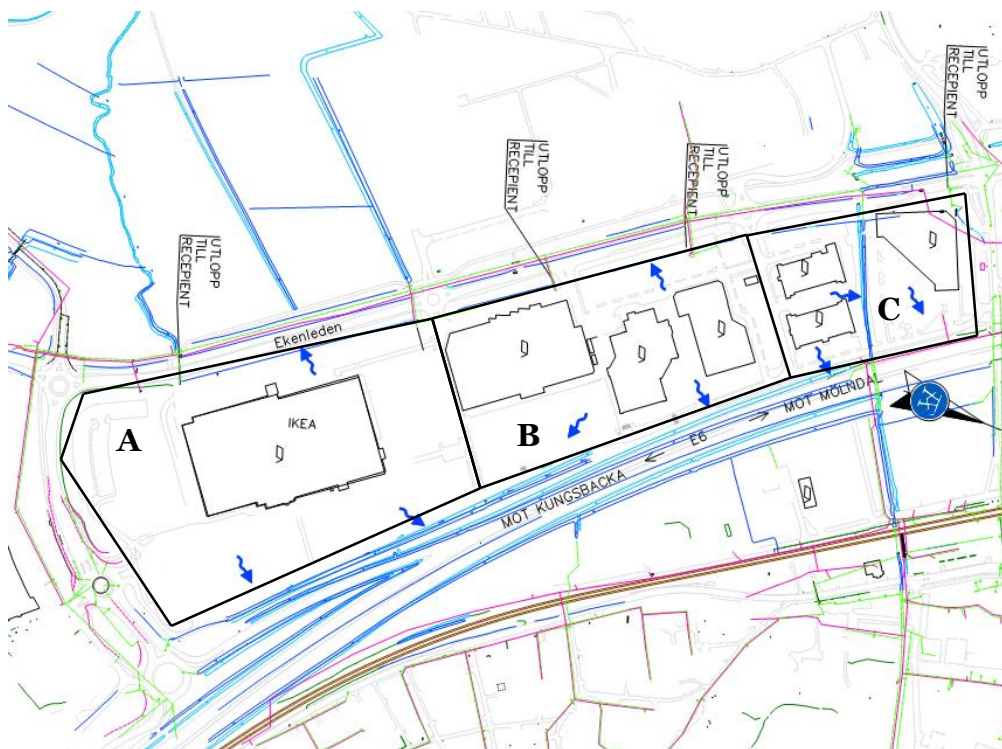 UTLOPP
TILL
RECEPIENT
UTLOPP
TILL
RECEPIENT
UTLOPP
TILL
RECEPIENT
UTLOPP
TILL
RECEPIENT
Ekenleden
IKEA
A
B
C
MOT MÖLNDAL
E6
MOT KUNGSBACKA